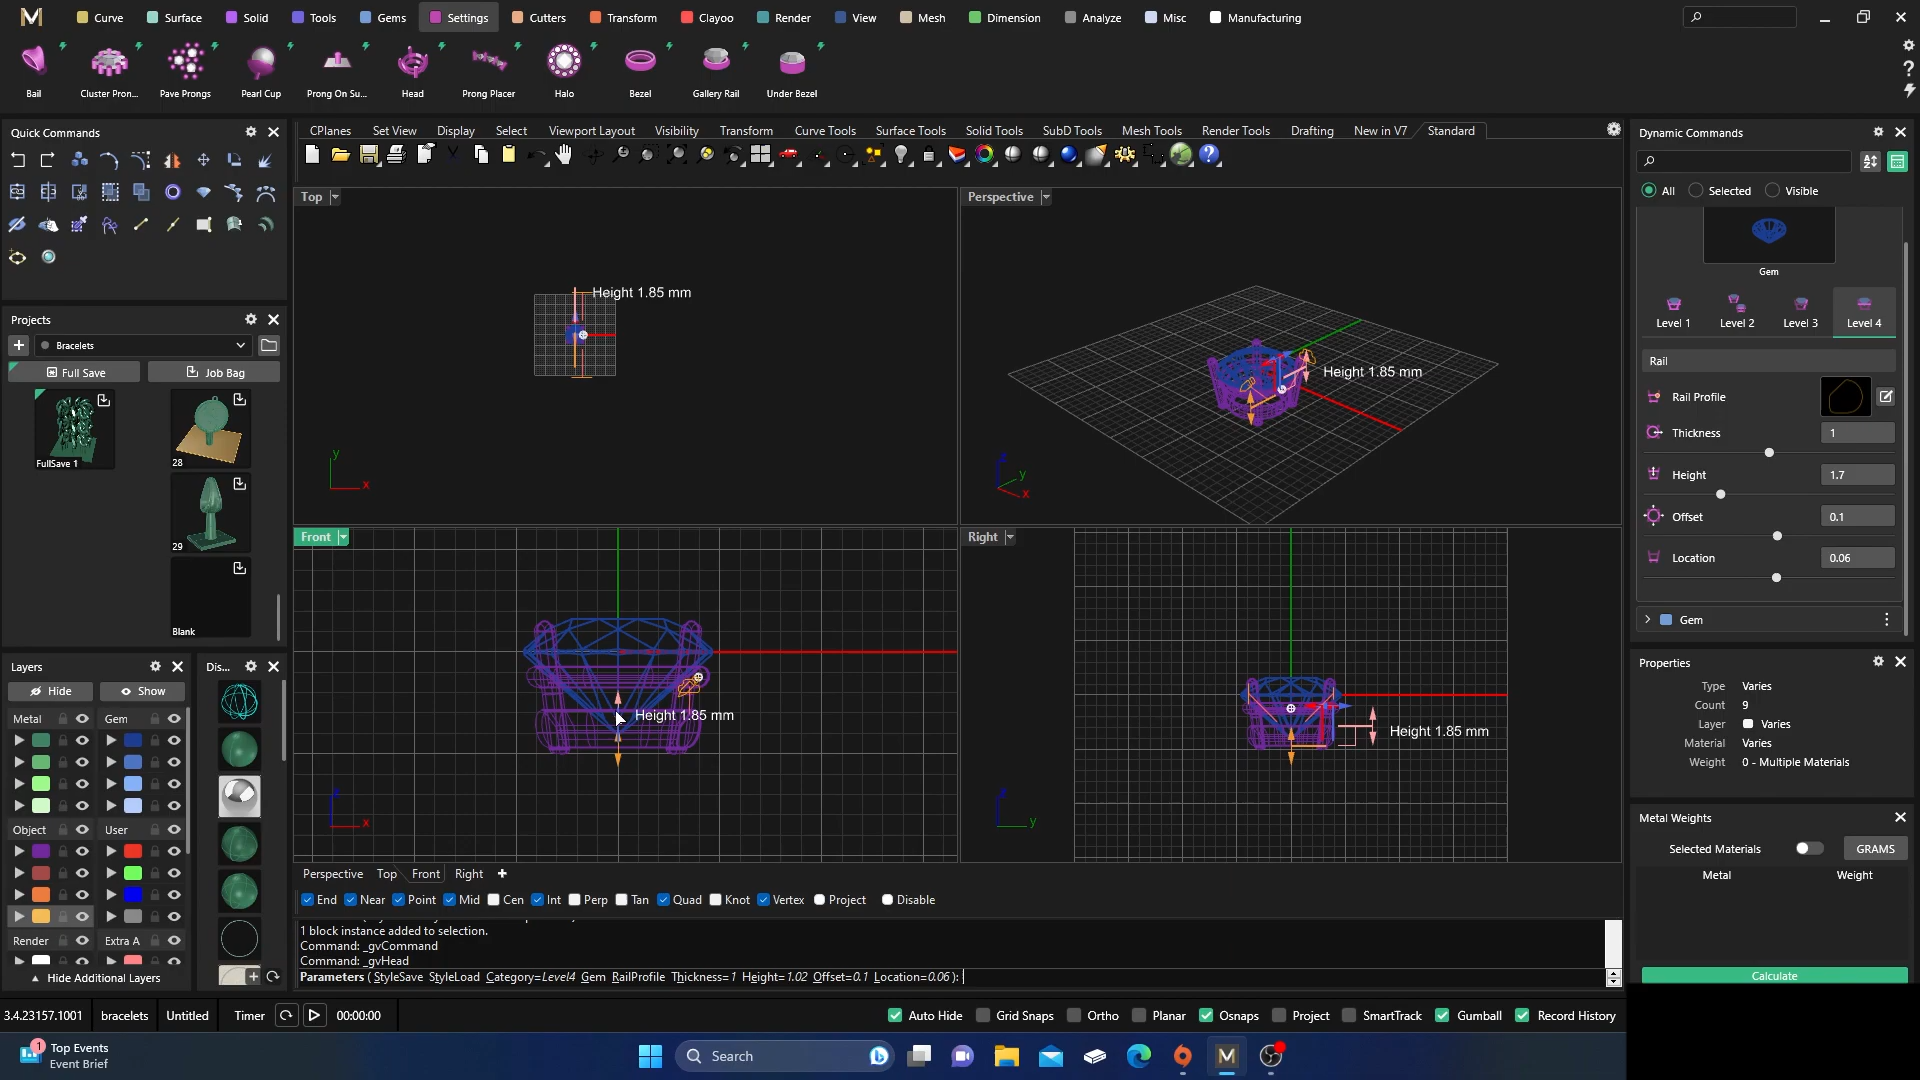 Curve Surface Solid Tools Gems Settings Cutters Transform Clayoo Render View Mesh Dimension Analyze Misc Manufacturing
Bail Cluster Pron... Pave Prongs Pearl Cup Prong On Su... Head Prong Placer Halo Bezel Gallery Rail Under Bezel
Quick Commands
CPlanes Set View Display Select Viewport Layout Visibility Transform Curve Tools Surface Tools Solid Tools SubD Tools Mesh Tools Render Tools Drafting New in V7 Standard
Projects
Bracelets
Full Save Job Bag
FullSave 1
28
29
Blank
Layers
Hide Show
Metal Gem
Object User
Render Extra A
Hide Additional Layers
Dis...
Top
Height 1.85 mm
y
x
Perspective
Height 1.85 mm
z
y
x
Front
Height 1.85 mm
z
x
Right
Height 1.85 mm
z
y
Perspective Top Front Right
End Near Point Mid Cen Int Perp Tan Quad Knot Vertex Project Disable
1 block instance added to selection.
Command: _gvCommand
Command: _gvHead
Parameters ( StyleSave StyleLoad Category=Level4 Gem RailProfile Thickness=1 Height=1.02 Offset=0.1 Location=0.06 ):
Dynamic Commands
All Selected Visible
Gem
Level 1 Level 2 Level 3 Level 4
Rail
Rail Profile
Thickness 1
Height 1.7
Offset 0.1
Location 0.06
Gem
Properties
Type Varies
Count 9
Layer Varies
Material Varies
Weight 0 - Multiple Materials
Metal Weights
Selected Materials GRAMS
Metal Weight
Calculate
3.4.23157.1001 bracelets Untitled Timer 00:00:00 Auto Hide Grid Snaps Ortho Planar Osnaps Project SmartTrack Gumball Record History
1
Top Events
Event Brief
Search